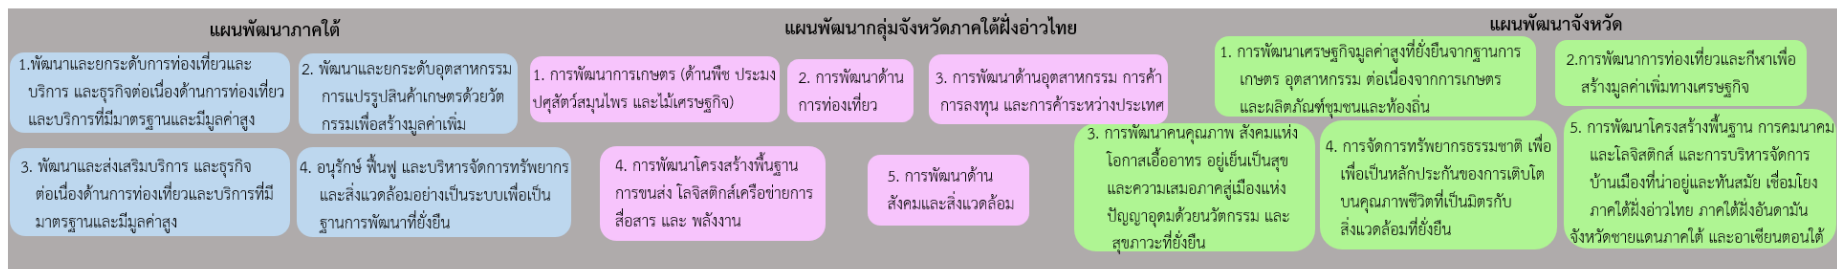 แผนพัฒนาภาคใต้
1.พัฒนาและยกระดับการท่องเที่ยวและ
บริการ และธุรกิจต่อเนื่องด้านการท่องเที่ยว
และบริการที่มีมาตรฐานและมีมูลค่าสูง
2. พัฒนาและยกระดับอุตสาหกรรม
การแปรรูปสินค้าเกษตรด้วยวัต
กรรมเพื่อสร้างมูลค่าเพิ่ม
3. พัฒนาและส่งเสริมบริการ และธุรกิจ
ต่อเนื่องด้านการท่องเที่ยวและบริการที่มี
มาตรฐานและมีมูลค่าสูง
4. อนุรักษ์ ฟื้นฟู และบริหารจัดการทรัพยากร
และสิ่งแวดล้อมอย่างเป็นระบบเพื่อเป็น
ฐานการพัฒนาที่ยั่งยืน
แผนพัฒนากลุ่มจังหวัดภาคใต้ฝั่งอ่าวไทย
1. การพัฒนาการเกษตร (ด้านพืช ประมง
ปศุสัตว์สมุนไพร และไม้เศรษฐกิจ)
2. การพัฒนาด้าน
การท่องเที่ยว
3. การพัฒนาด้านอุตสาหกรรม การค้า
การลงทุน และการค้าระหว่างประเทศ
4. การพัฒนาโครงสร้างพื้นฐาน
การขนส่ง โลจิสติกส์เครือข่ายการ
สื่อสาร และ พลังงาน
5. การพัฒนาด้าน
สังคมและสิ่งแวดล้อม
แผนพัฒนาจังหวัด
1. การพัฒนาเศรษฐกิจมูลค่าสูงที่ยั่งยืนจากฐานการ
เกษตร อุตสาหกรรม ต่อเนื่องจากการเกษตร
และผลิตภัณฑ์ชุมชนและท้องถิ่น
2.การพัฒนาการท่องเที่ยวและกีฬาเพื่อ
สร้างมูลค่าเพิ่มทางเศรษฐกิจ
3. การพัฒนาคนคุณภาพ สังคมแห่ง
โอกาสเอื้ออาทร อยู่เย็นเป็นสุข
และความเสมอภาคสู่เมืองแห่ง
ปัญญาอุดมด้วยนวัตกรรม และ
สุขภาวะที่ยั่งยืน
4. การจัดการทรัพยากรธรรมชาติ เพื่อ
เพื่อเป็นหลักประกันของการเติบโต
บนคุณภาพชีวิตที่เป็นมิตรกับ
สิ่งแวดล้อมที่ยั่งยืน
5. การพัฒนาโครงสร้างพื้นฐาน การคมนาคม
และโลจิสติกส์ และการบริหารจัดการ
บ้านเมืองที่น่าอยู่และทันสมัย เชื่อมโยง
ภาคใต้ฝั่งอ่าวไทย ภาคใต้ฝั่งอันดามัน
จังหวัดชายแดนภาคใต้ และอาเซียนตอนใต้